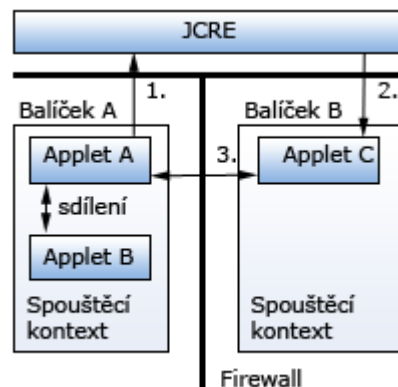 JCRE
1.
2.
Balíček A
Balíček B
Applet A
3.
Applet C
sdílení
Applet B
Spouštěcí
kontext
Spouštěcí
kontext
Firewall